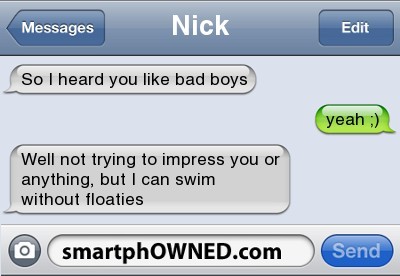 Messages
Nick
Edit
So I heard you like bad boys
yeah ;)
Well not trying to impress you or
anything, but I can swim
without floaties
smartphOWNED.com
Send